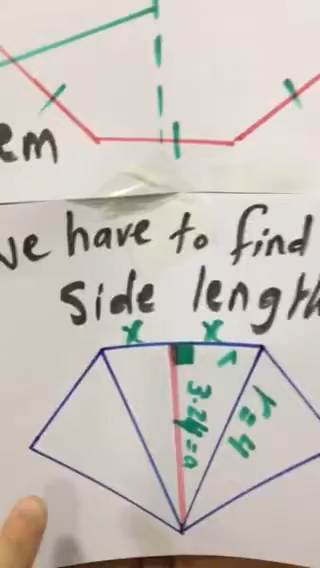 em
we have to find
side length
x x
3.24=a
r=4